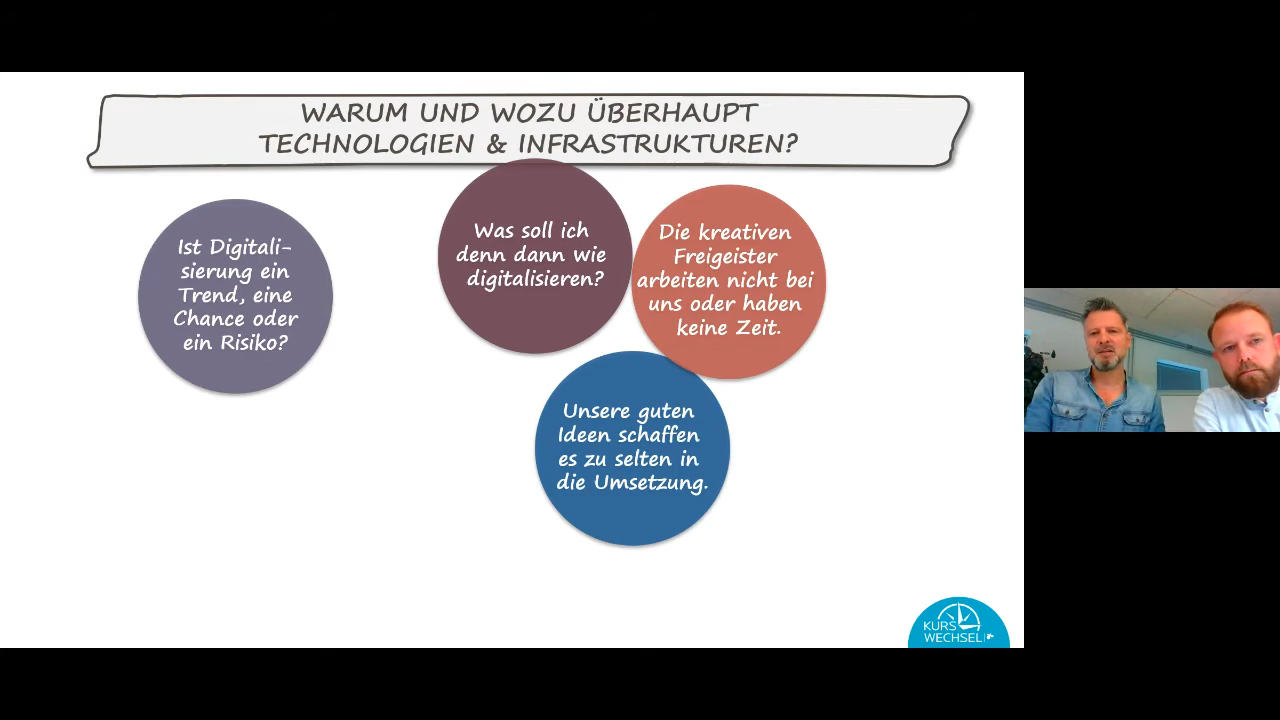 WARUM UND WOZU ÜBERHAUPT
TECHNOLOGIEN & INFRASTRUKTUREN?
Ist Digitali-
sierung ein
Trend, eine
Chance oder
ein Risiko?
Was soll ich
denn dann wie
digitalisieren?
Die kreativen
Freigeister
arbeiten nicht bei
uns oder haben
keine Zeit.
Unsere guten
Ideen schaffen
es zu selten in
die Umsetzung.
KURS
WECHSEL